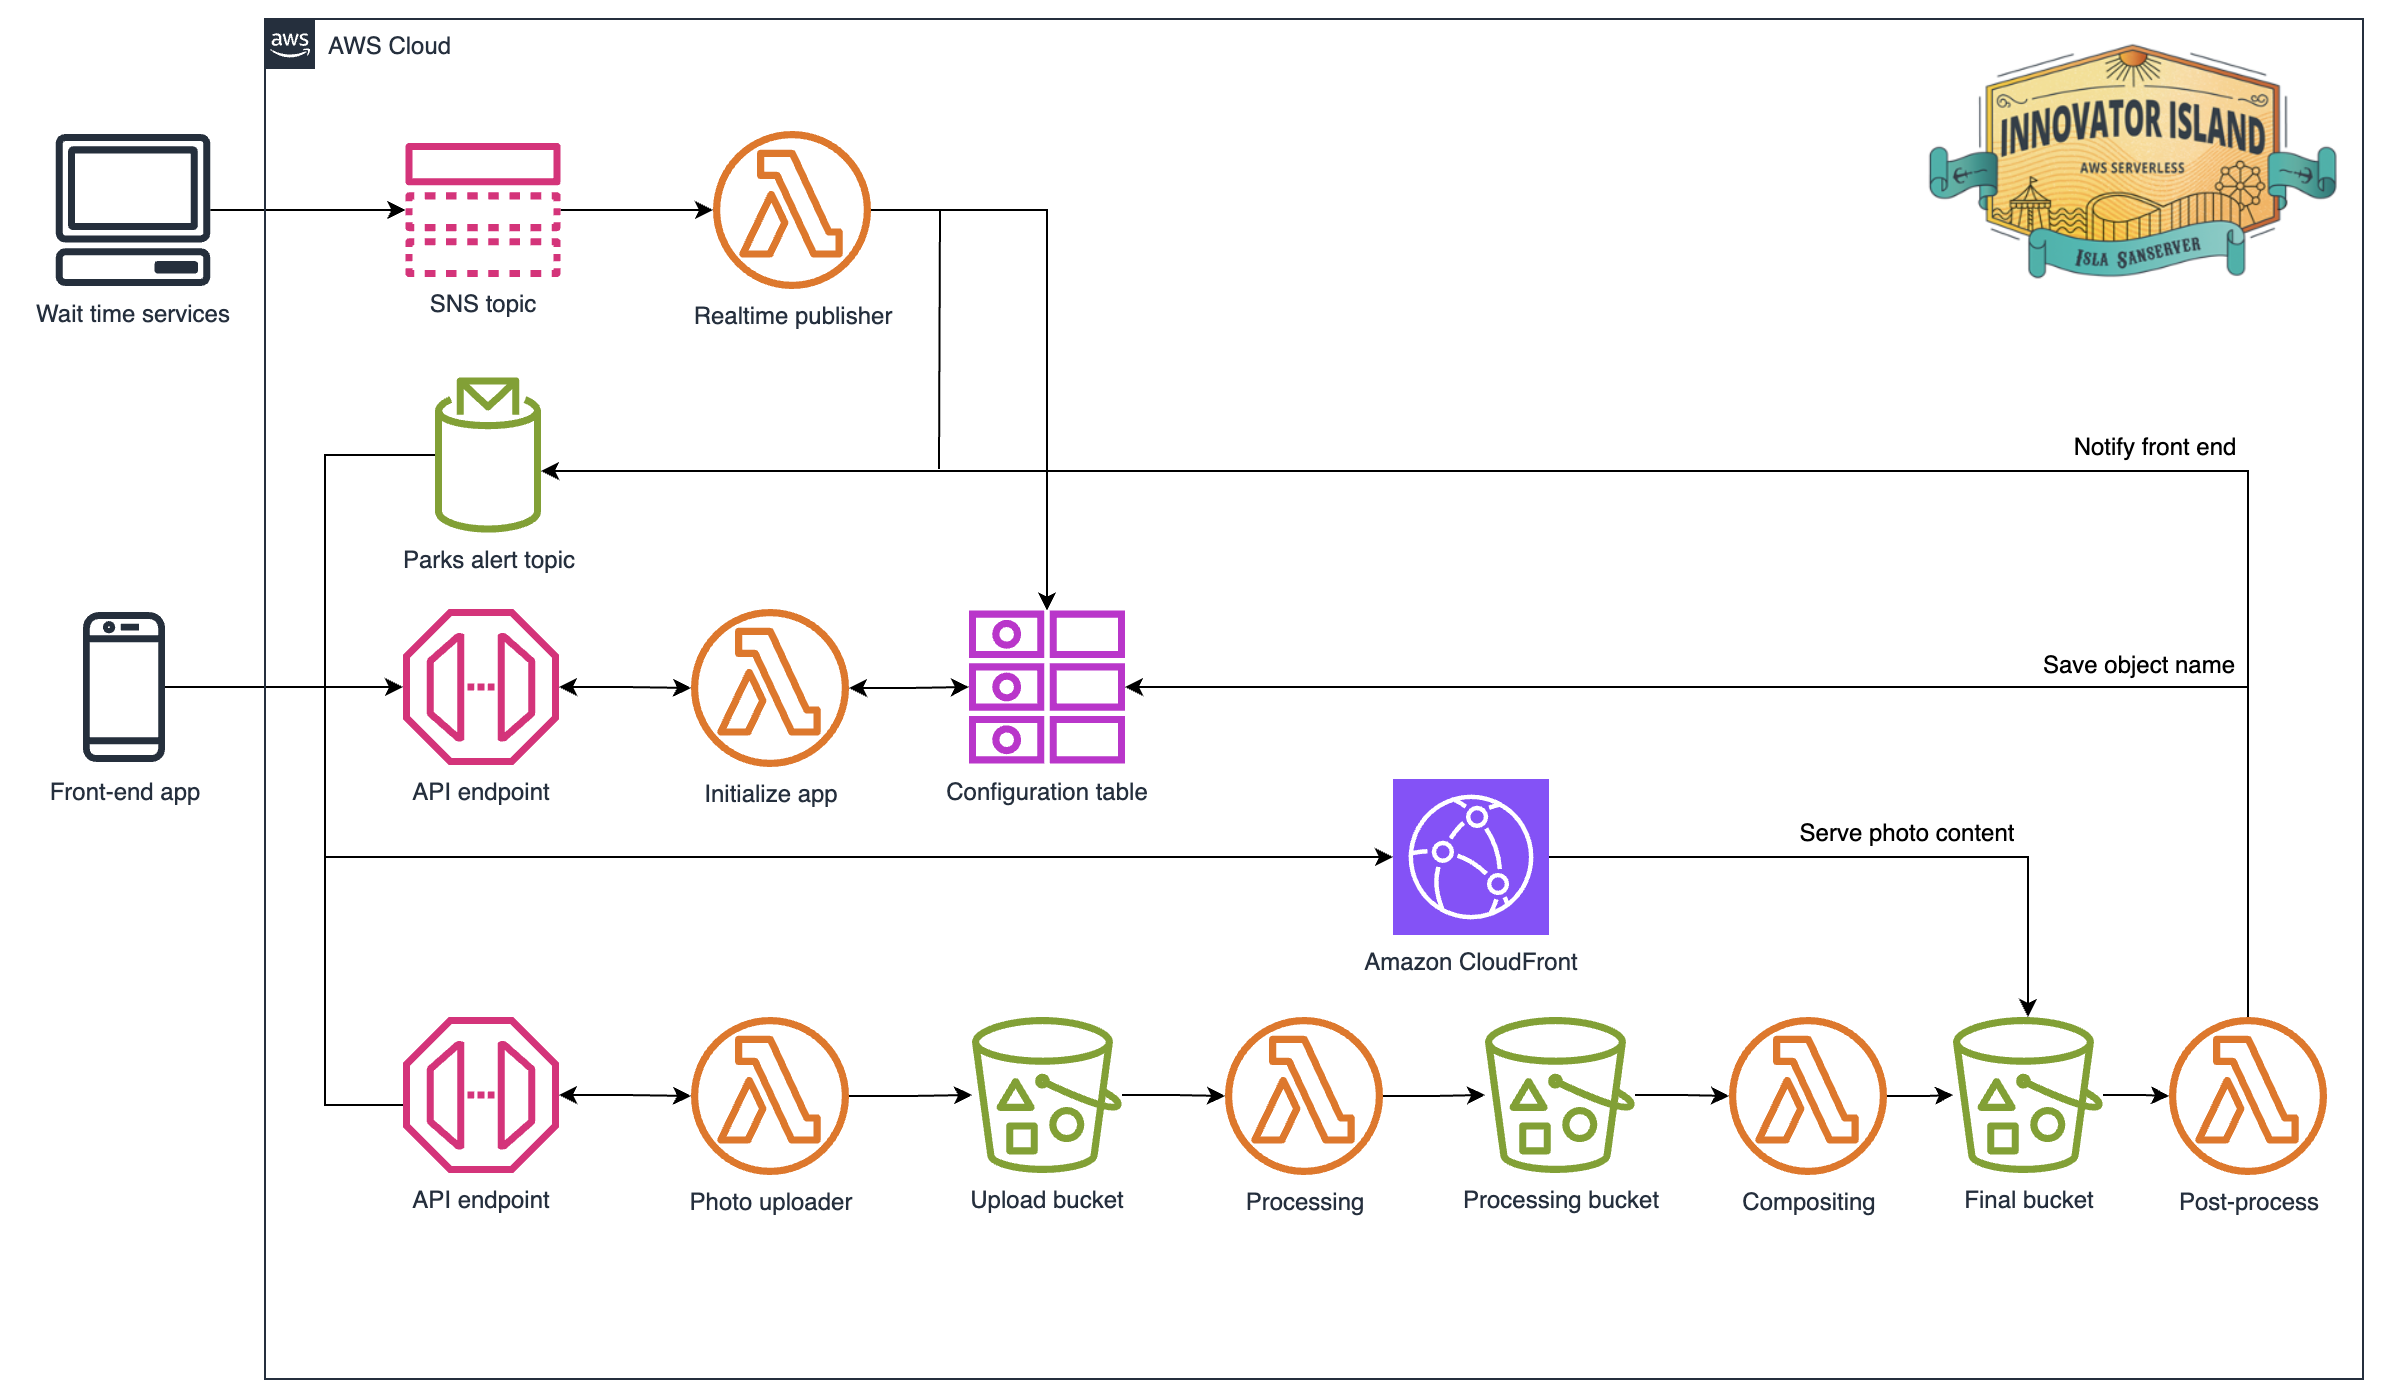 aws
AWS Cloud
INNOVATOR ISLAND
AWS SERVERLESS
ISLA SANSERVER
Wait time services
SNS topic
Realtime publisher
Notify front end
Parks alert topic
Save object name
Front-end app
API endpoint
Initialize app
Configuration table
Serve photo content
Amazon CloudFront
API endpoint
Photo uploader
Upload bucket
Processing
Processing bucket
Compositing
Final bucket
Post-process